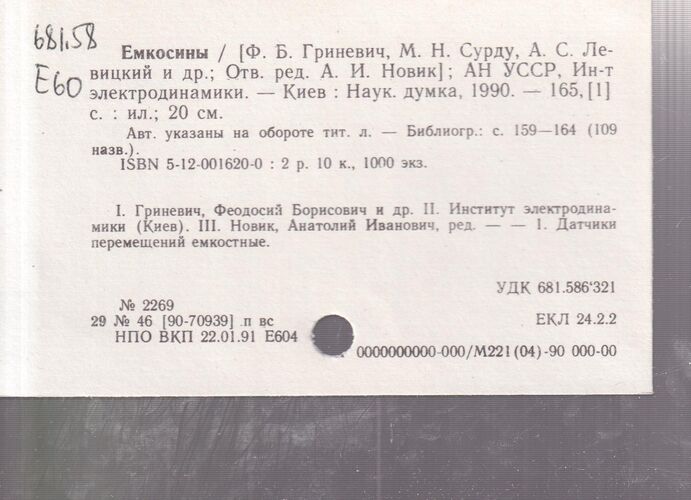 681.58
Е60
Емкосины / [Ф. Б. Гриневич, М. Н. Сурду, А. С. Ле-
вицкий и др.; Отв. ред. А. И. Новик]; АН УССР, Ин-т
электродинамики. — Киев : Наук. думка, 1990. — 165,[1]
с. : ил.; 20 см.
Авт. указаны на обороте тит. л. — Библиогр.: с. 159—164 (109
назв.).
ISBN 5-12-001620-0 : 2 р. 10 к., 1000 экз.
I. Гриневич, Феодосий Борисович и др. II. Институт электродина-
мики (Киев). III. Новик, Анатолий Иванович, ред. — — 1. Датчики
перемещений емкостные.
УДК 681.586‘321
№ 2269
29 № 46 [90-70939] п вс
ЕКЛ 24.2.2
НПО ВКП 22.01.91 Е604
0000000000-000/М221(04)-90 000-00